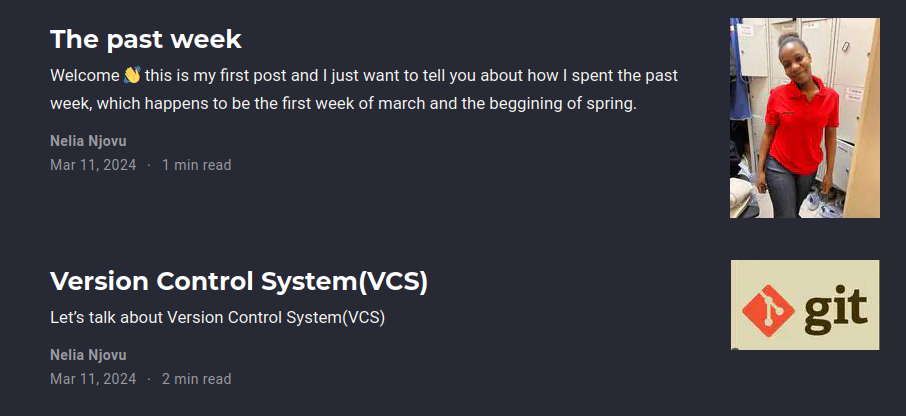 The past week
Welcome 👋 this is my first post and I just want to tell you about how I spent the past
week, which happens to be the first week of march and the beggining of spring.
Nelia Njovu
Mar 11, 2024 · 1 min read
Version Control System(VCS)
Let’s talk about Version Control System(VCS)
git
Nelia Njovu
Mar 11, 2024 · 2 min read